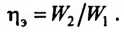 ηэ = W2/W1.